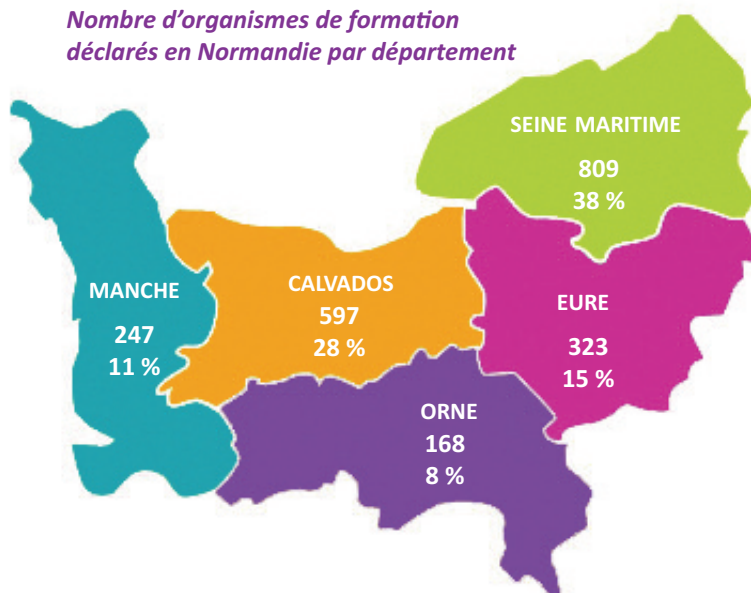 Nombre d'organismes de formation
déclarés en Normandie par département
SEINE MARITIME
809
38 %
MANCHE
247
11 %
CALVADOS
597
28 %
EURE
323
15 %
ORNE
168
8 %